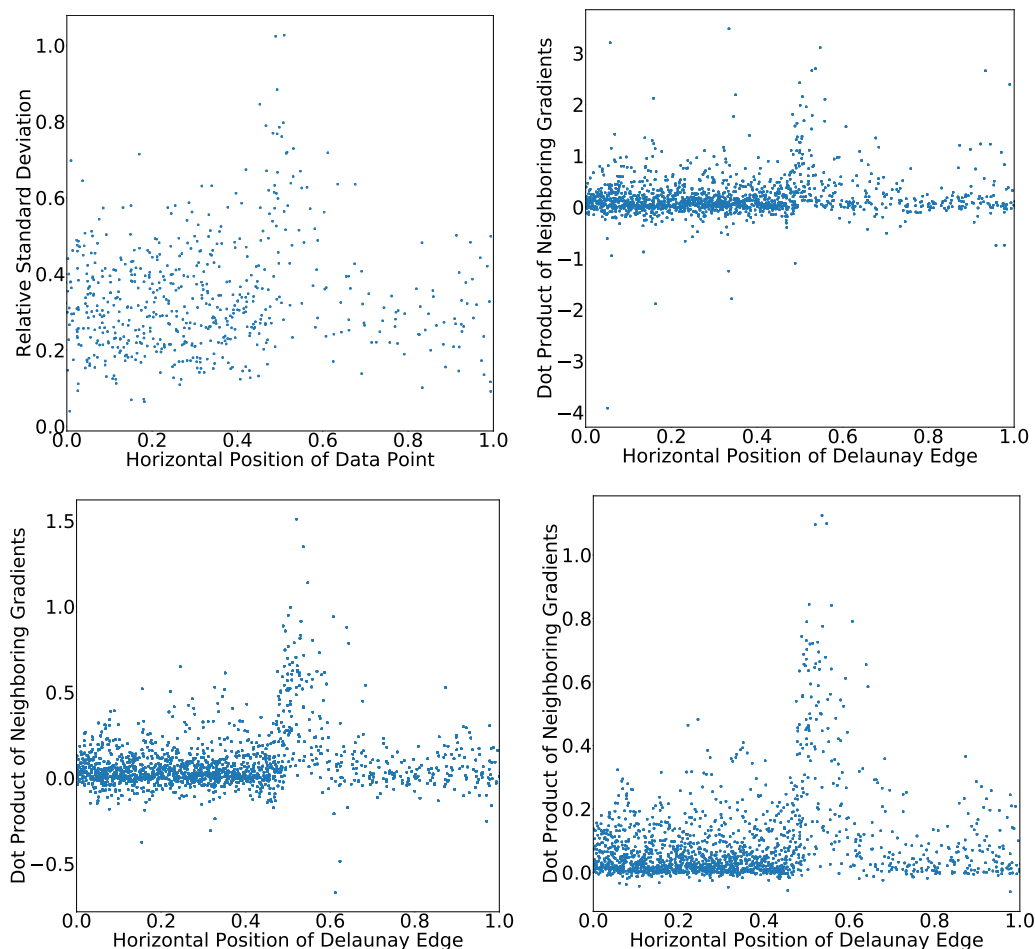 Relative Standard Deviation
1.0
0.8
0.6
0.4
0.2
0.0
0.0 0.2 0.4 0.6 0.8 1.0
Horizontal Position of Data Point
Dot Product of Neighboring Gradients
3
2
1
0
−1
−2
−3
−4
0.0 0.2 0.4 0.6 0.8 1.0
Horizontal Position of Delaunay Edge
Dot Product of Neighboring Gradients
1.5
1.0
0.5
0.0
−0.5
0.0 0.2 0.4 0.6 0.8 1.0
Horizontal Position of Delaunay Edge
Dot Product of Neighboring Gradients
1.0
0.8
0.6
0.4
0.2
0.0
0.0 0.2 0.4 0.6 0.8 1.0
Horizontal Position of Delaunay Edge